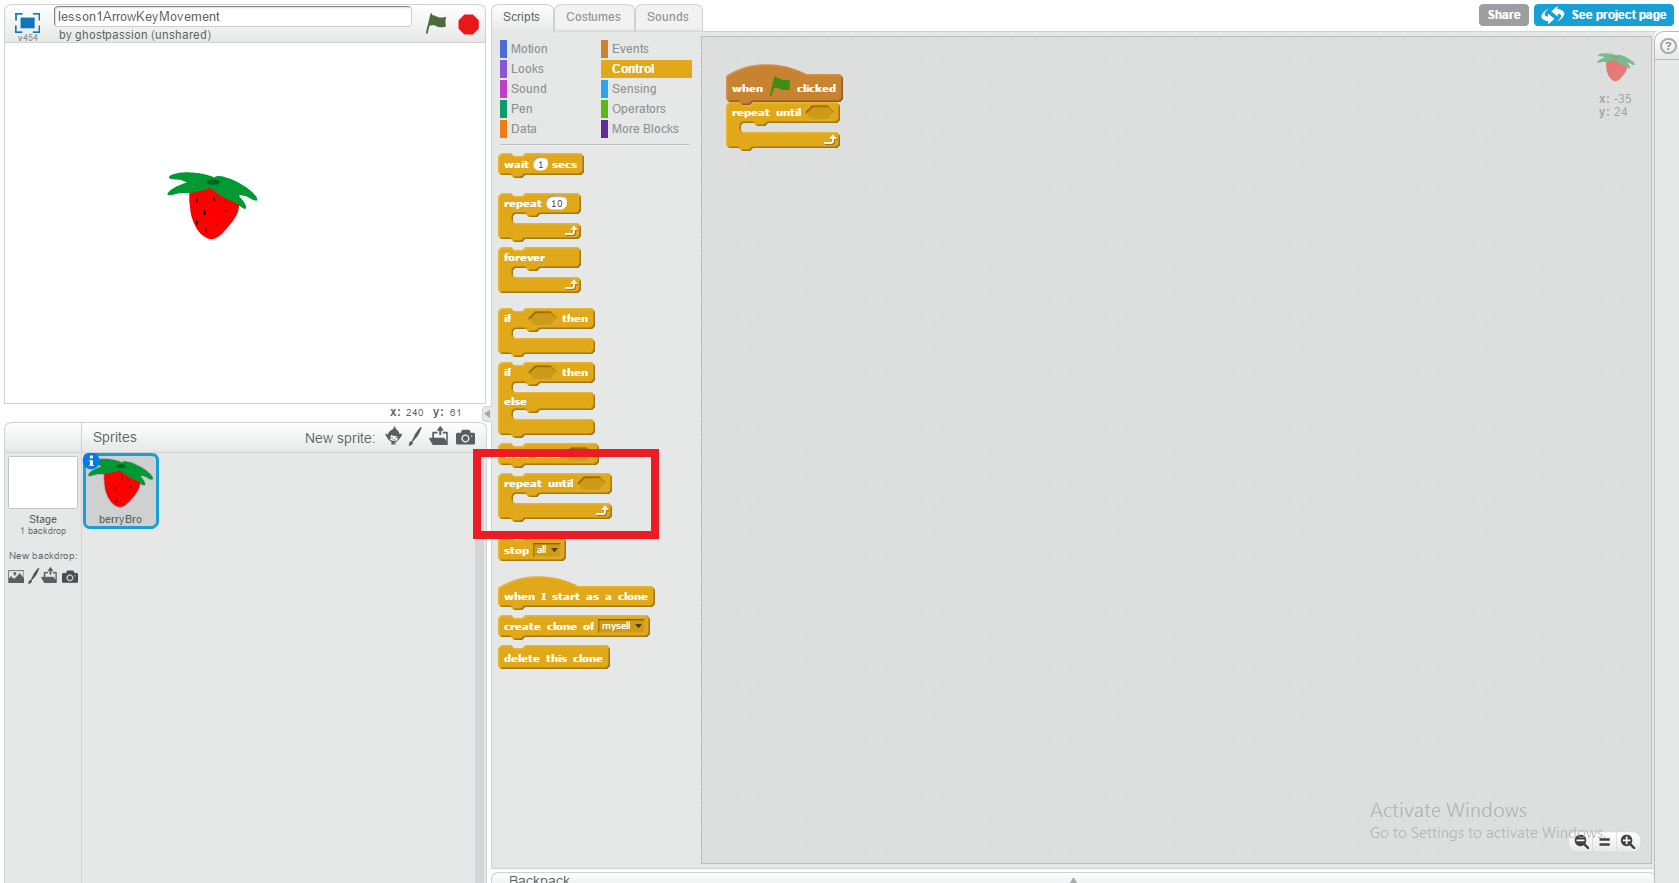 lesson1ArrowKeyMovement
by ghostpassion (unshared)
v454
Scripts
Costumes
Sounds
Share
See project page
?
Motion
Looks
Sound
Pen
Data
Events
Control
Sensing
Operators
More Blocks
wait 1 secs
repeat 10
forever
if then
if then
else
repeat until
stop all
when I start as a clone
create clone of myself
delete this clone
when clicked
repeat until
x: -35
y: 24
x: 240 y: 61
Sprites
New sprite:
i
berryBro
Stage
1 backdrop
New backdrop:
Activate Windows
Go to Settings to activate Windows.
Backpack